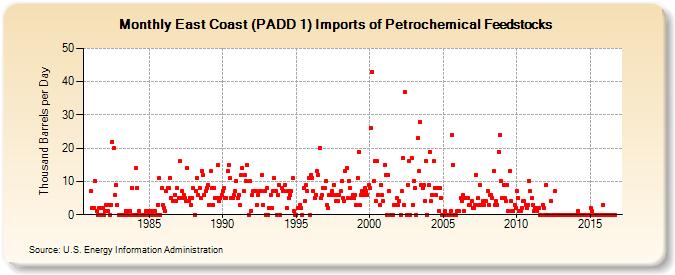 Monthly East Coast (PADD 1) Imports of Petrochemical Feedstocks
Thousand Barrels per Day
50
40
30
20
10
0
1985 1990 1995 2000 2005 2010 2015
Source: U.S. Energy Information Administration